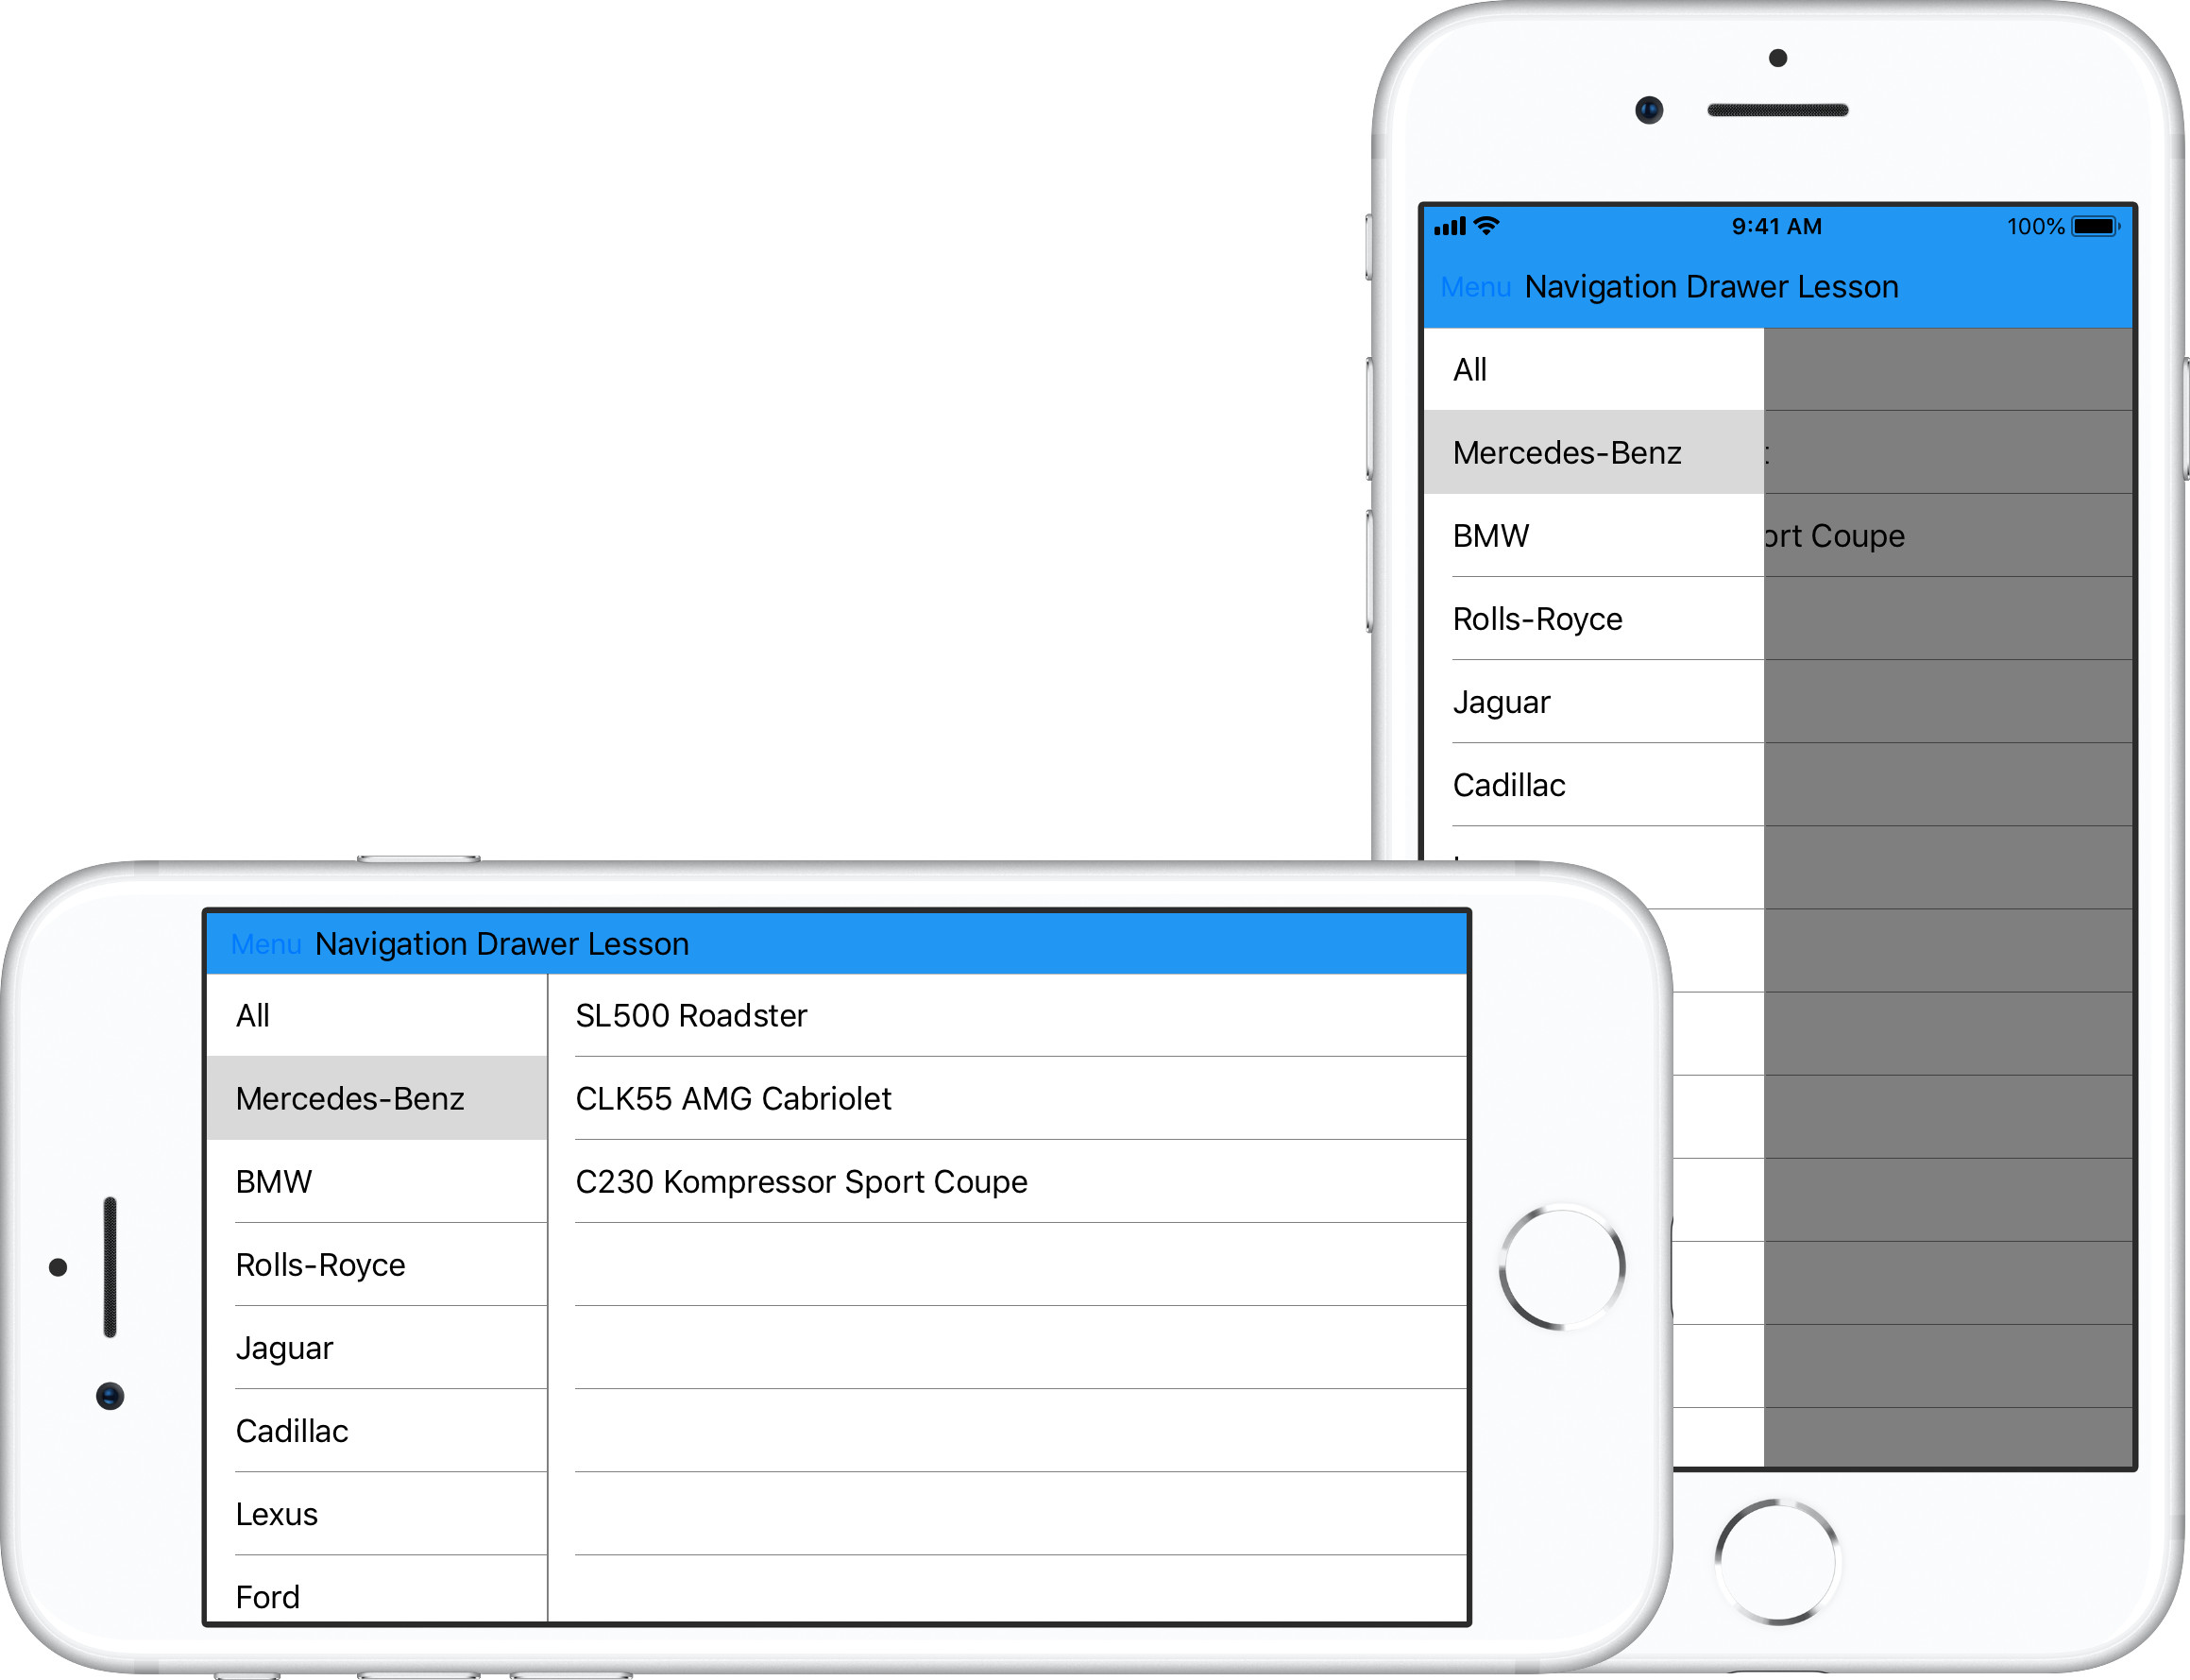 9:41 AM 100%
Menu Navigation Drawer Lesson
All
Mercedes-Benz
BMW
ort Coupe
Rolls-Royce
Jaguar
Cadillac
Menu Navigation Drawer Lesson
All
SL500 Roadster
Mercedes-Benz
CLK55 AMG Cabriolet
BMW
C230 Kompressor Sport Coupe
Rolls-Royce
Jaguar
Cadillac
Lexus
Ford